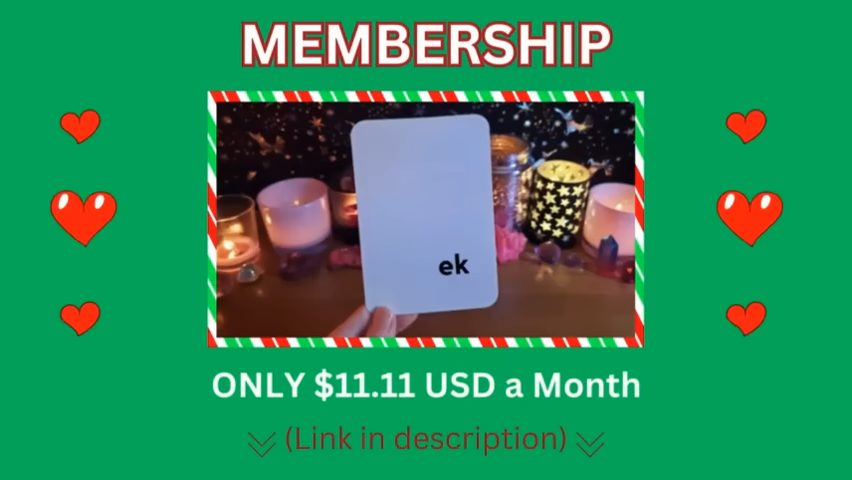 MEMBERSHIP
ek
ONLY $11.11 USD a Month
(Link in description)